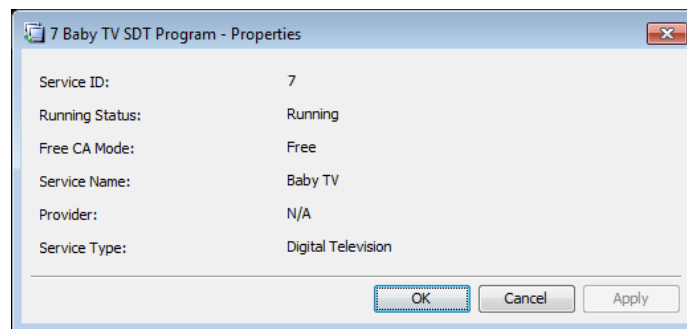 7 Baby TV SDT Program - Properties
Service ID: 7
Running Status: Running
Free CA Mode: Free
Service Name: Baby TV
Provider: N/A
Service Type: Digital Television
OK Cancel Apply